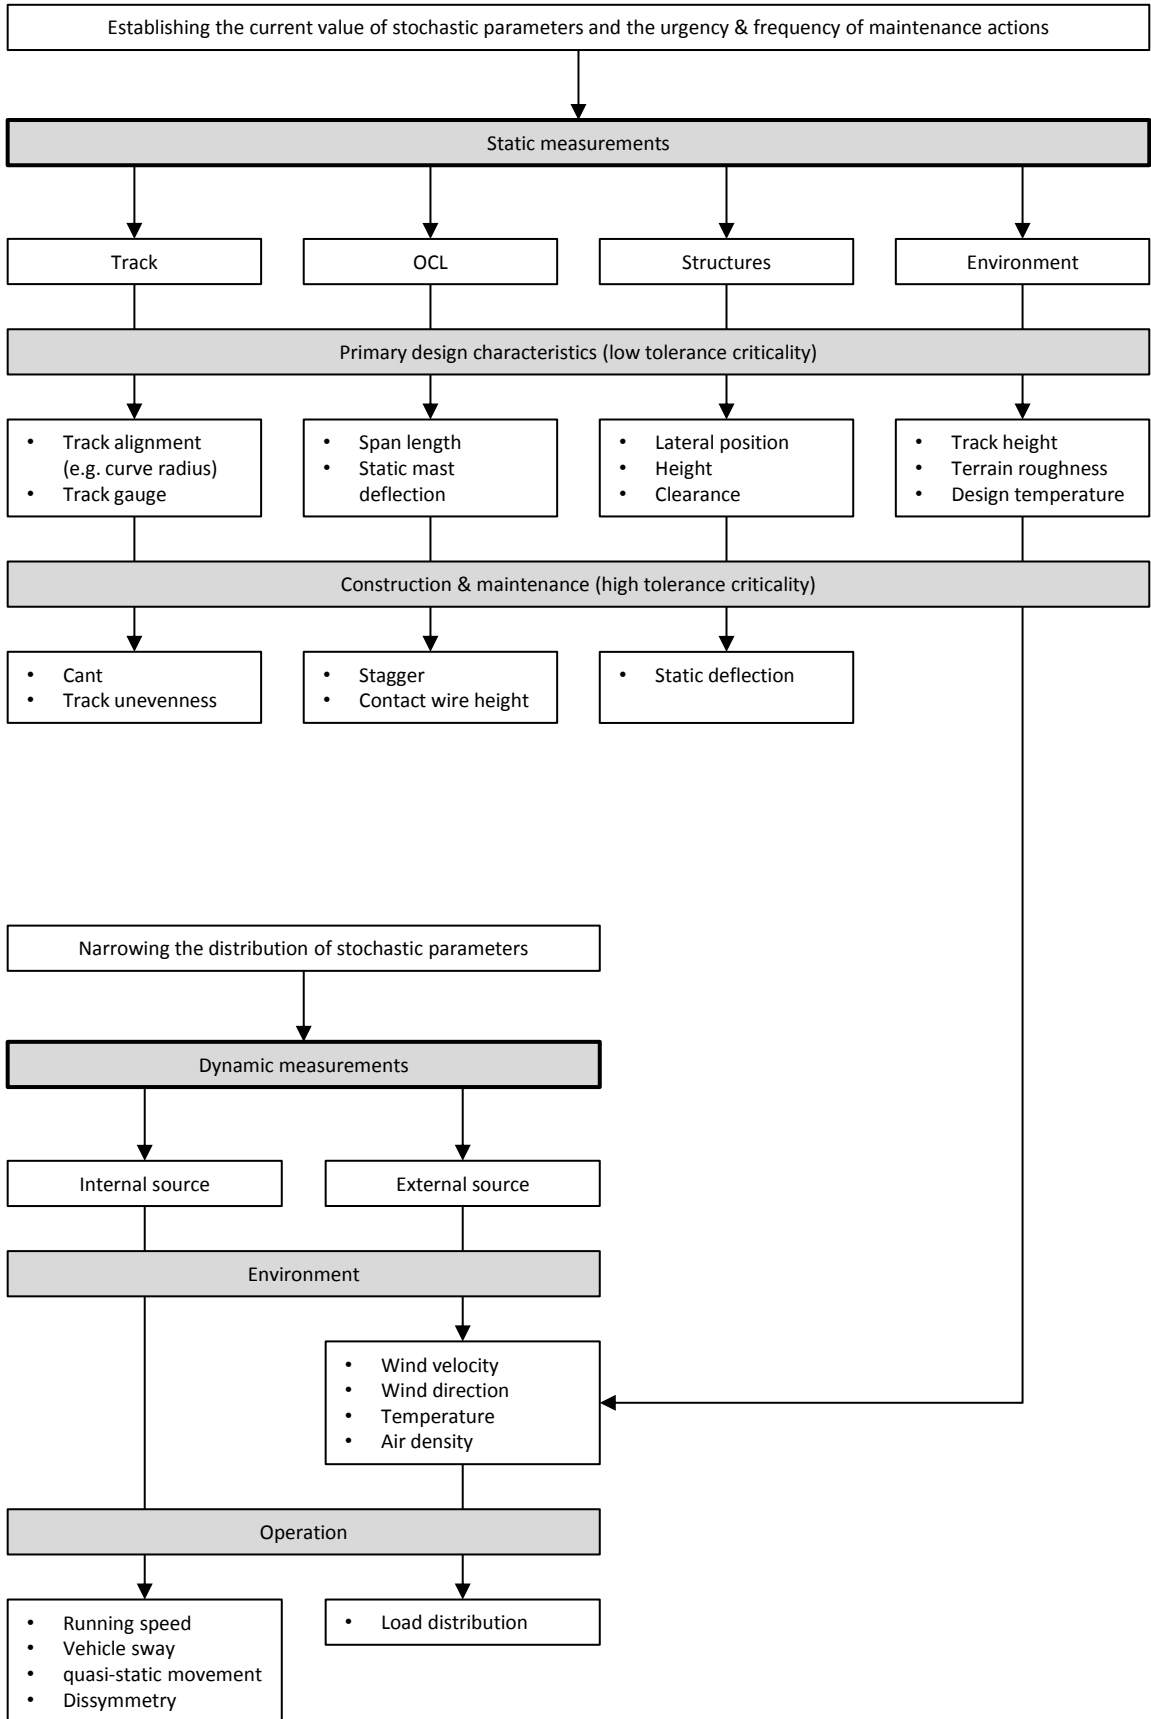 Establishing the current value of stochastic parameters and the urgency & frequency of maintenance actions
Static measurements
Track
OCL
Structures
Environment
Primary design characteristics (low tolerance criticality)
• Track alignment
(e.g. curve radius)
• Track gauge
• Span length
• Static mast
deflection
• Lateral position
• Height
• Clearance
• Track height
• Terrain roughness
• Design temperature
Construction & maintenance (high tolerance criticality)
• Cant
• Track unevenness
• Stagger
• Contact wire height
• Static deflection
Narrowing the distribution of stochastic parameters
Dynamic measurements
Internal source
External source
Environment
• Wind velocity
• Wind direction
• Temperature
• Air density
Operation
• Running speed
• Vehicle sway
• quasi-static movement
• Dissymmetry
• Load distribution